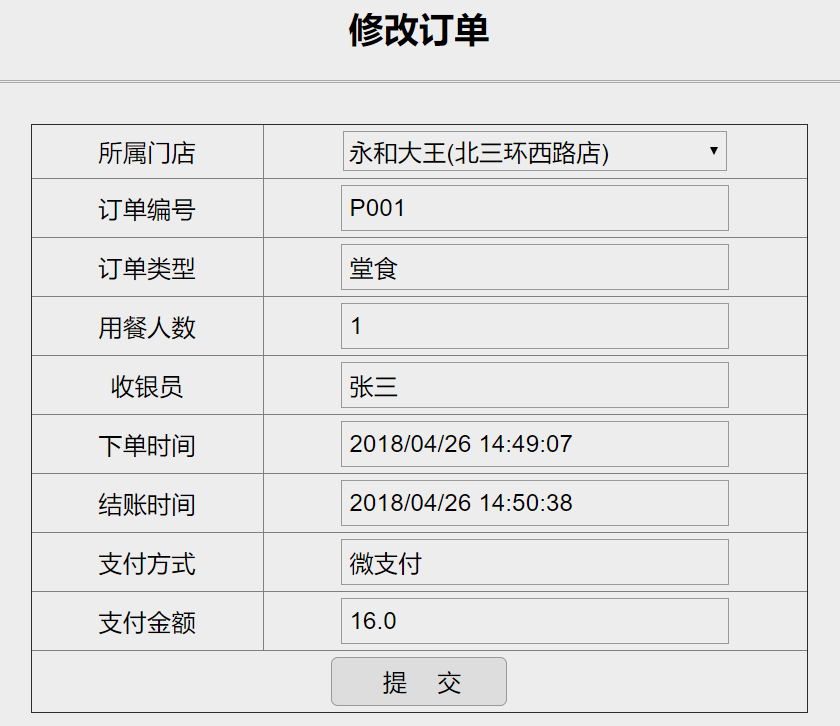 修改订单
所属门店 永和大王(北三环西路店)
订单编号 P001
订单类型 堂食
用餐人数 1
收银员 张三
下单时间 2018/04/26 14:49:07
结账时间 2018/04/26 14:50:38
支付方式 微支付
支付金额 16.0
提 交